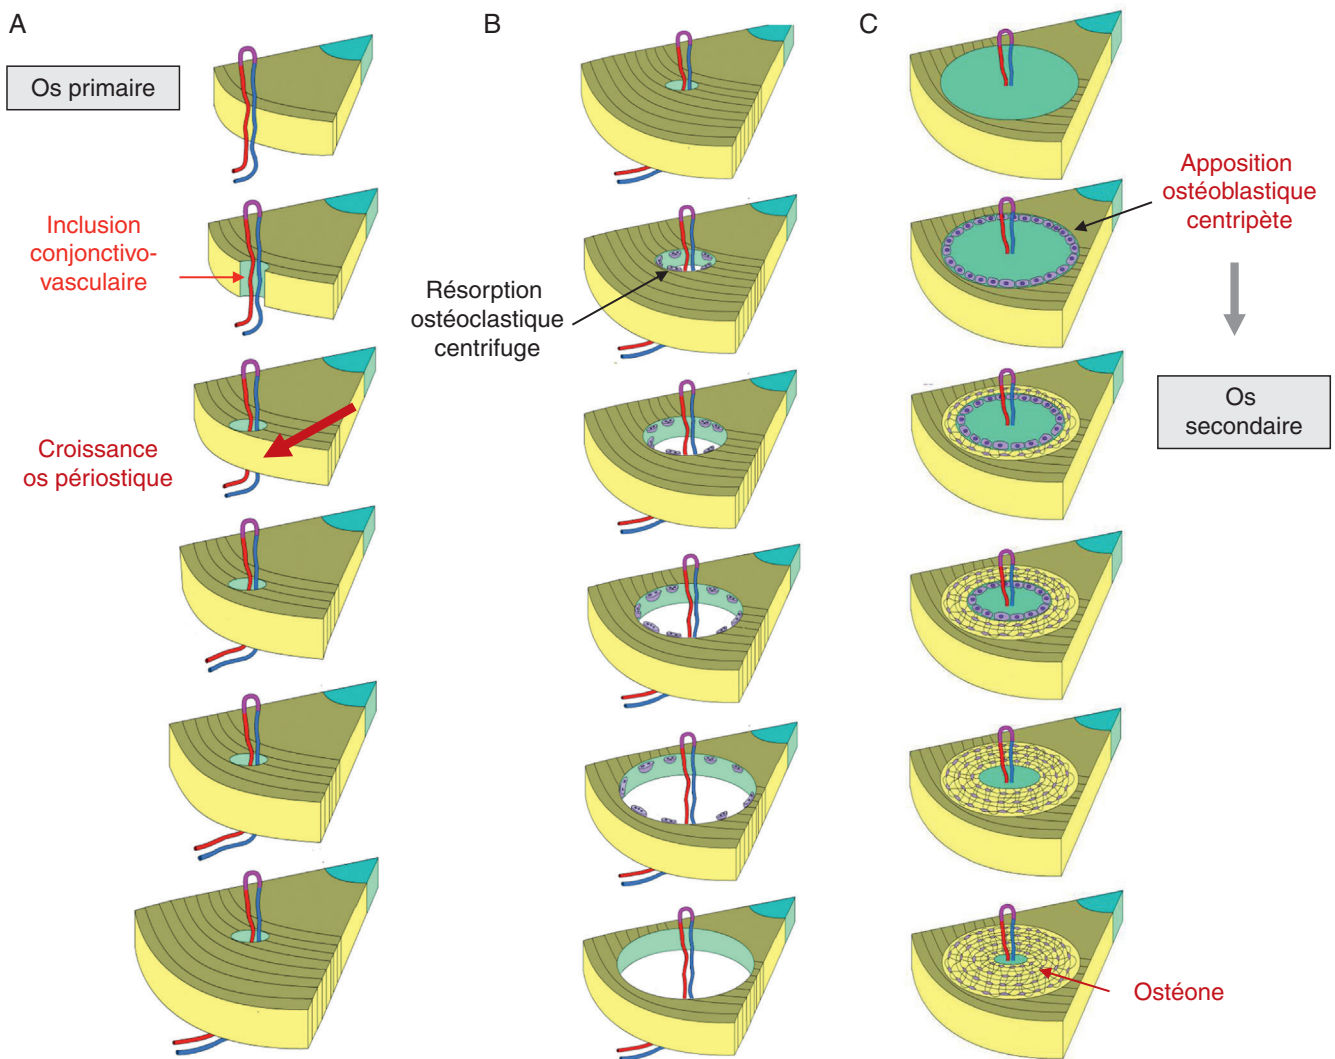 A
Os primaire
Inclusion
conjonctivo-
vasculaire
Croissance
os périostique
B
Résorption
ostéoclastique
centrifuge
C
Apposition
ostéoblastique
centripète
Os
secondaire
Ostéone